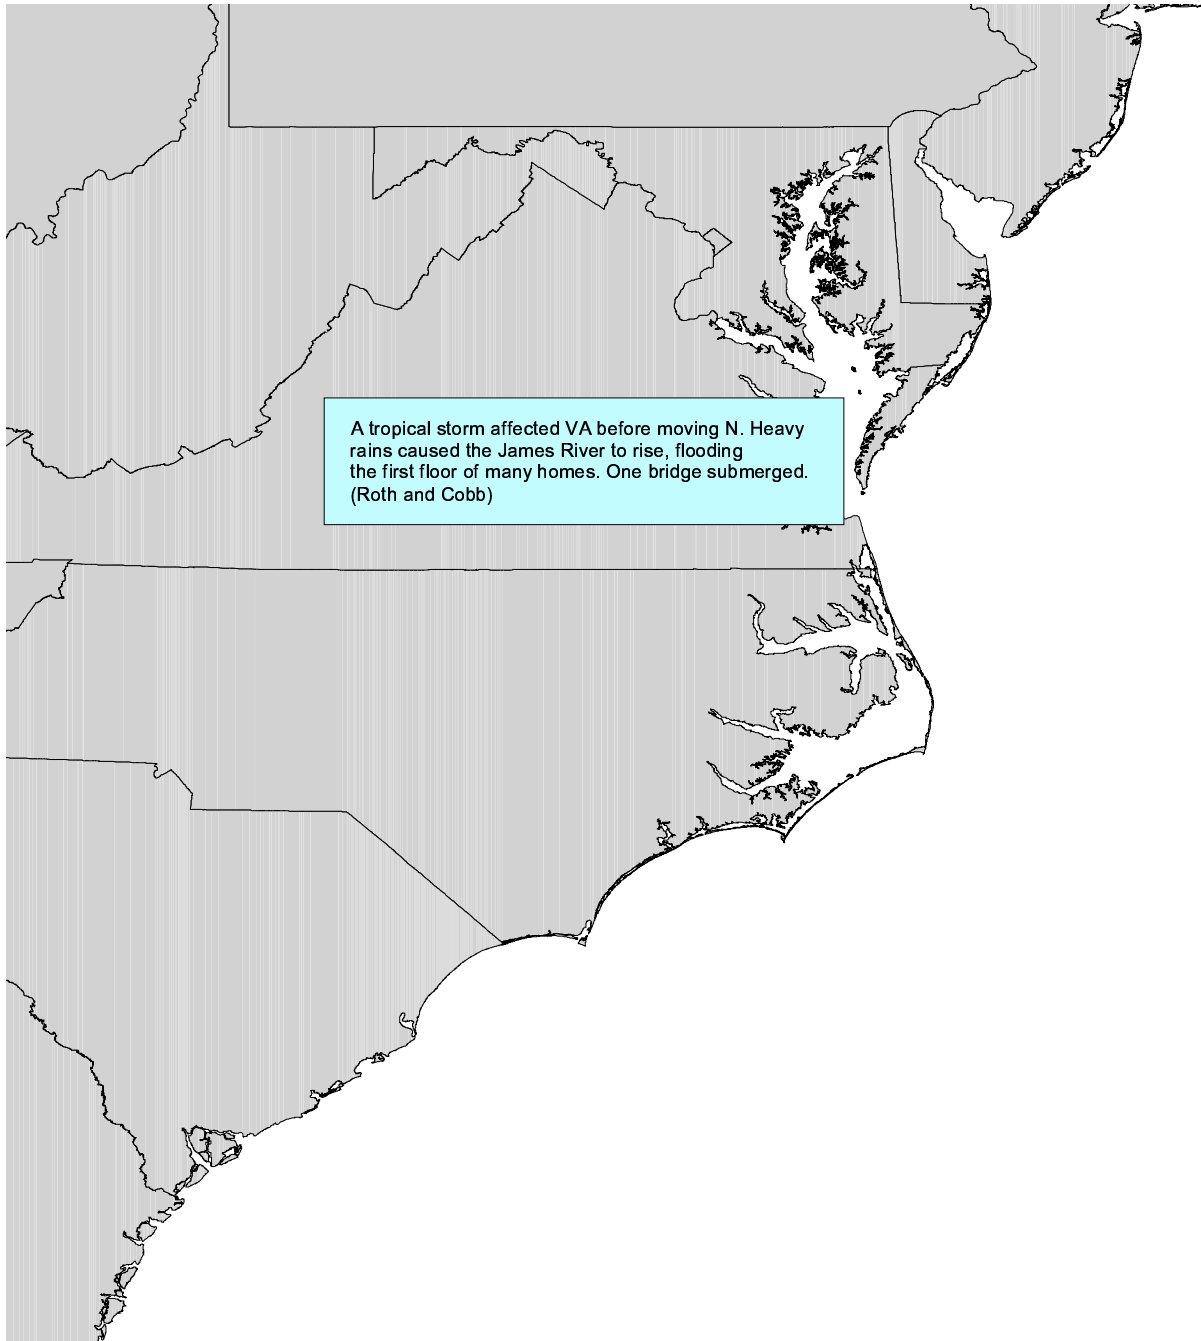 A tropical storm affected VA before moving N. Heavy
rains caused the James River to rise, flooding
the first floor of many homes. One bridge submerged.
(Roth and Cobb)